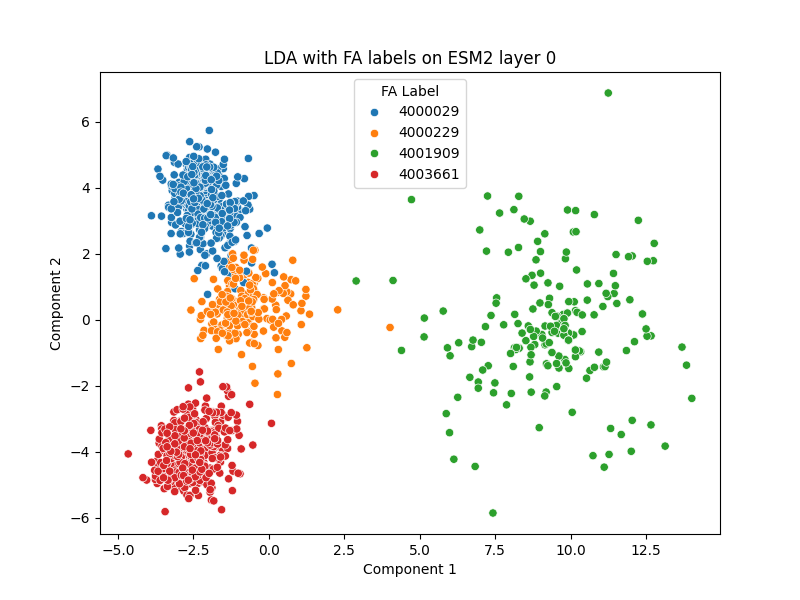 LDA with FA labels on ESM2 layer 0
FA Label
4000029
4000229
4001909
4003661
6
4
2
0
−2
−4
−6
Component 2
−5.0 −2.5 0.0 2.5 5.0 7.5 10.0 12.5
Component 1